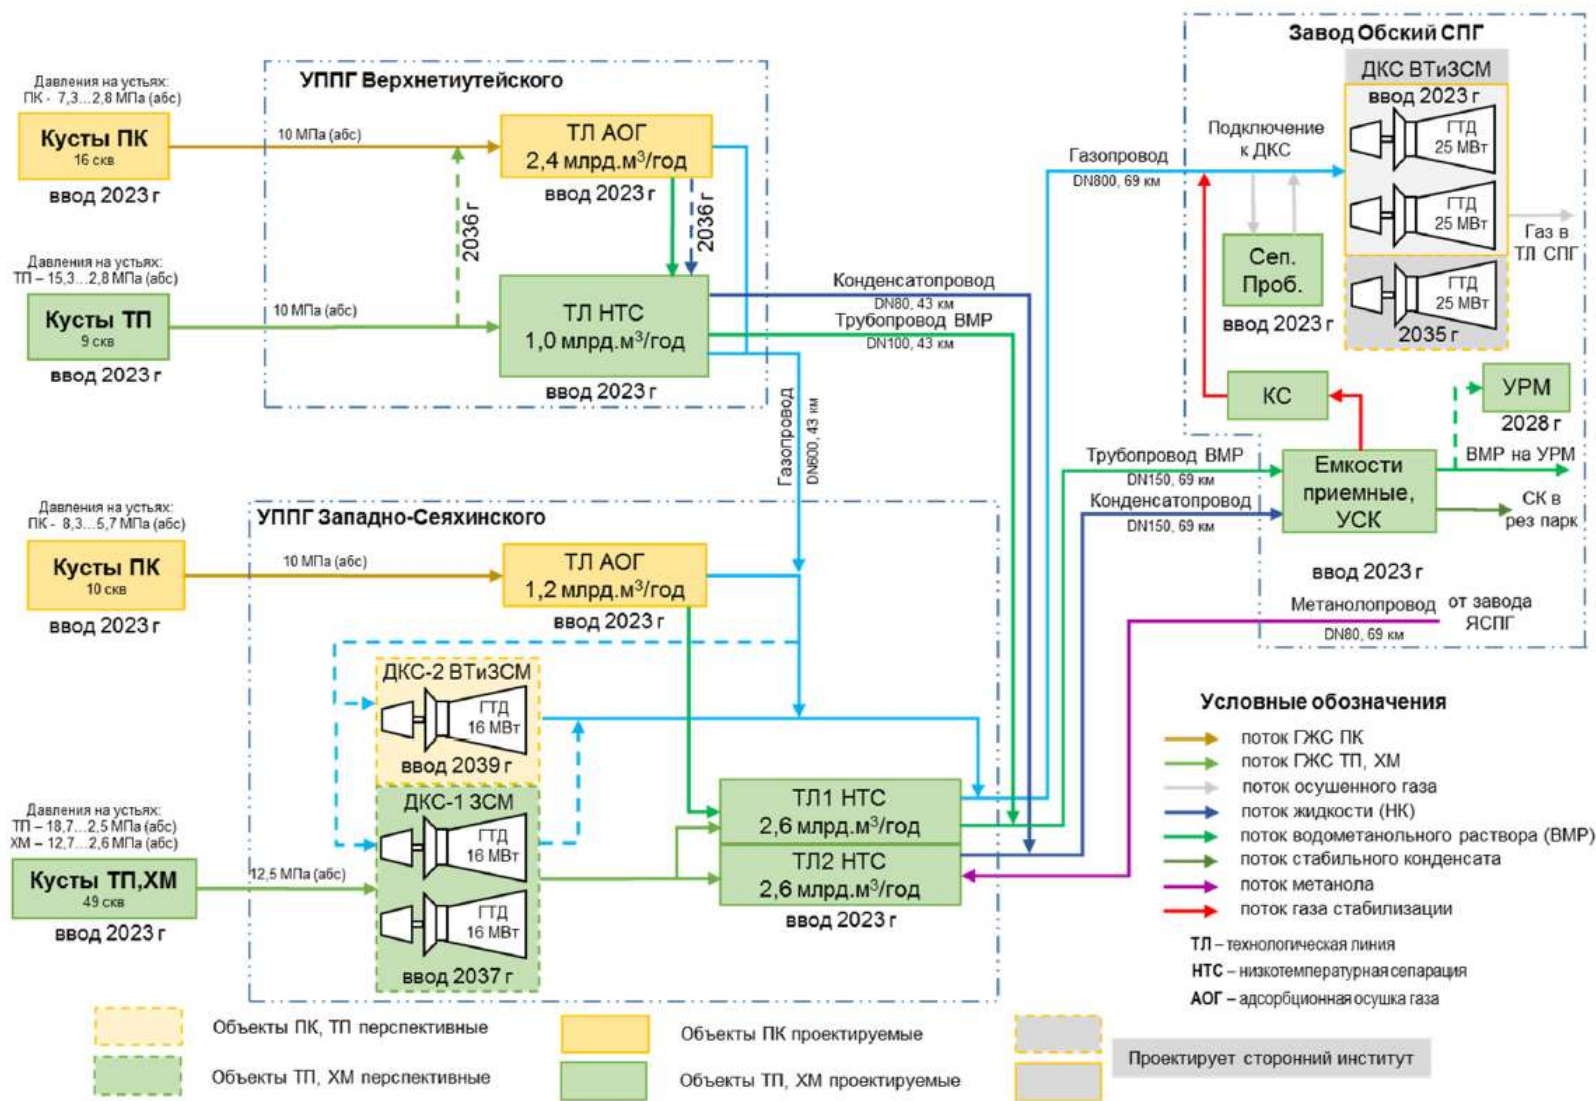 Завод Обский СПГ
ДКС ВТиЗСМ
ввод 2023 г
ГТД
25 МВт
ГТД
25 МВт
ГТД
25 МВт
2035 г
Подключение
к ДКС
Газ в
ТЛ СПГ
Сеп.
Проб.
ввод 2023 г
КС
УРМ
2028 г
ВМР на УРМ
Емкости
приемные,
УСК
СК в
рез парк
ввод 2023 г
Газопровод
DN800, 69 км
Трубопровод ВМР
DN150, 69 км
Конденсатопровод
DN150, 69 км
Метанолопровод
DN80, 69 км
от завода
ЯСПГ
УППГ Верхнетиутейского
Давления на устьях:
ПК - 7,3...2,8 МПа (абс)
Кусты ПК
16 скв
ввод 2023 г
10 МПа (абс)
ТЛ АОГ
2,4 млрд.м³/год
ввод 2023 г
2036 г
2036 г
Давления на устьях:
ТП – 15,3...2,8 МПа (абс)
Кусты ТП
9 скв
ввод 2023 г
10 МПа (абс)
ТЛ НТС
1,0 млрд.м³/год
ввод 2023 г
Конденсатопровод
DN80, 43 км
Трубопровод ВМР
DN100, 43 км
Газопровод
DN600, 43 км
УППГ Западно-Сеяхинского
Давления на устьях:
ПК - 8,3...5,7 МПа (абс)
Кусты ПК
10 скв
ввод 2023 г
10 МПа (абс)
ТЛ АОГ
1,2 млрд.м³/год
ввод 2023 г
ДКС-2 ВТиЗСМ
ГТД
16 МВт
ввод 2039 г
ДКС-1 ЗСМ
ГТД
16 МВт
ГТД
16 МВт
ввод 2037 г
Давления на устьях:
ТП – 18,7...2,5 МПа (абс)
ХМ – 12,7...2,6 МПа (абс)
Кусты ТП,ХМ
49 скв
ввод 2023 г
12,5 МПа (абс)
ТЛ1 НТС
2,6 млрд.м³/год
ТЛ2 НТС
2,6 млрд.м³/год
ввод 2023 г
Условные обозначения
поток ГЖС ПК
поток ГЖС ТП, ХМ
поток осушенного газа
поток жидкости (НК)
поток водометанольного раствора (ВМР)
поток стабильного конденсата
поток метанола
поток газа стабилизации
ТЛ – технологическая линия
НТС – низкотемпературная сепарация
АОГ – адсорбционная осушка газа
Объекты ПК, ТП перспективные
Объекты ТП, ХМ перспективные
Объекты ПК проектируемые
Объекты ТП, ХМ проектируемые
Проектирует сторонний институт